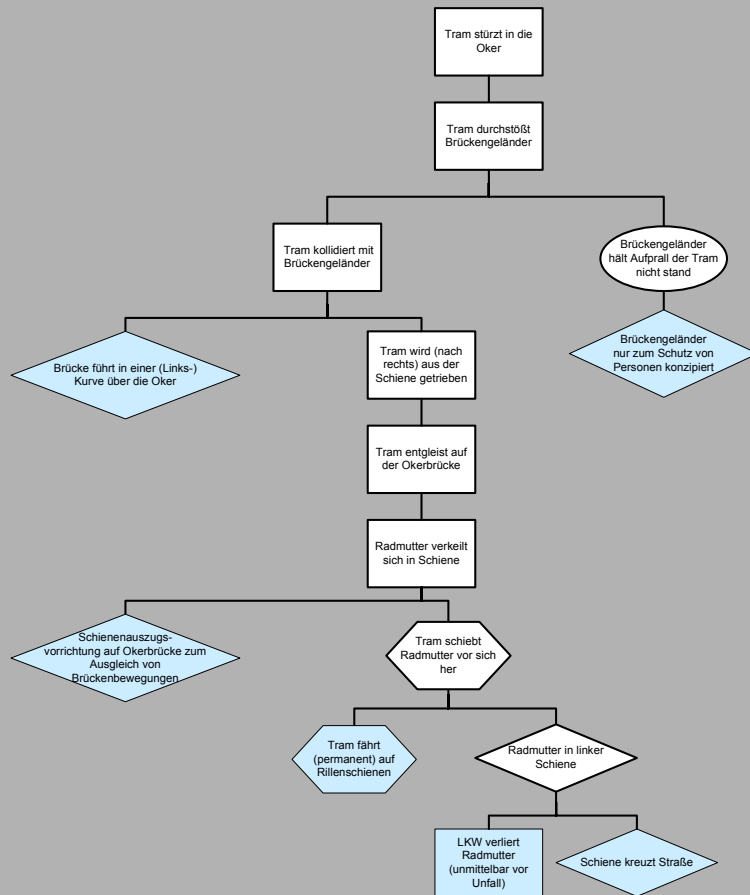 Tram stürzt in die
Oker
Tram durchstößt
Brückengeländer
Tram kollidiert mit
Brückengeländer
Brückengeländer
hält Aufprall der Tram
nicht stand
Brücke führt in einer (Links-)
Kurve über die Oker
Tram wird (nach
rechts) aus der
Schiene getrieben
Brückengeländer
nur zum Schutz von
Personen konzipiert
Tram entgleist auf
der Okerbrücke
Radmutter verkeilt
sich in Schiene
Schienenauszugs-
vorrichtung auf Okerbrücke zum
Ausgleich von
Brückenbewegungen
Tram schiebt
Radmutter vor sich
her
Tram fährt
(permanent) auf
Rillenschienen
Radmutter in linker
Schiene
LKW verliert
Radmutter
(unmittelbar vor
Unfall)
Schiene kreuzt Straße